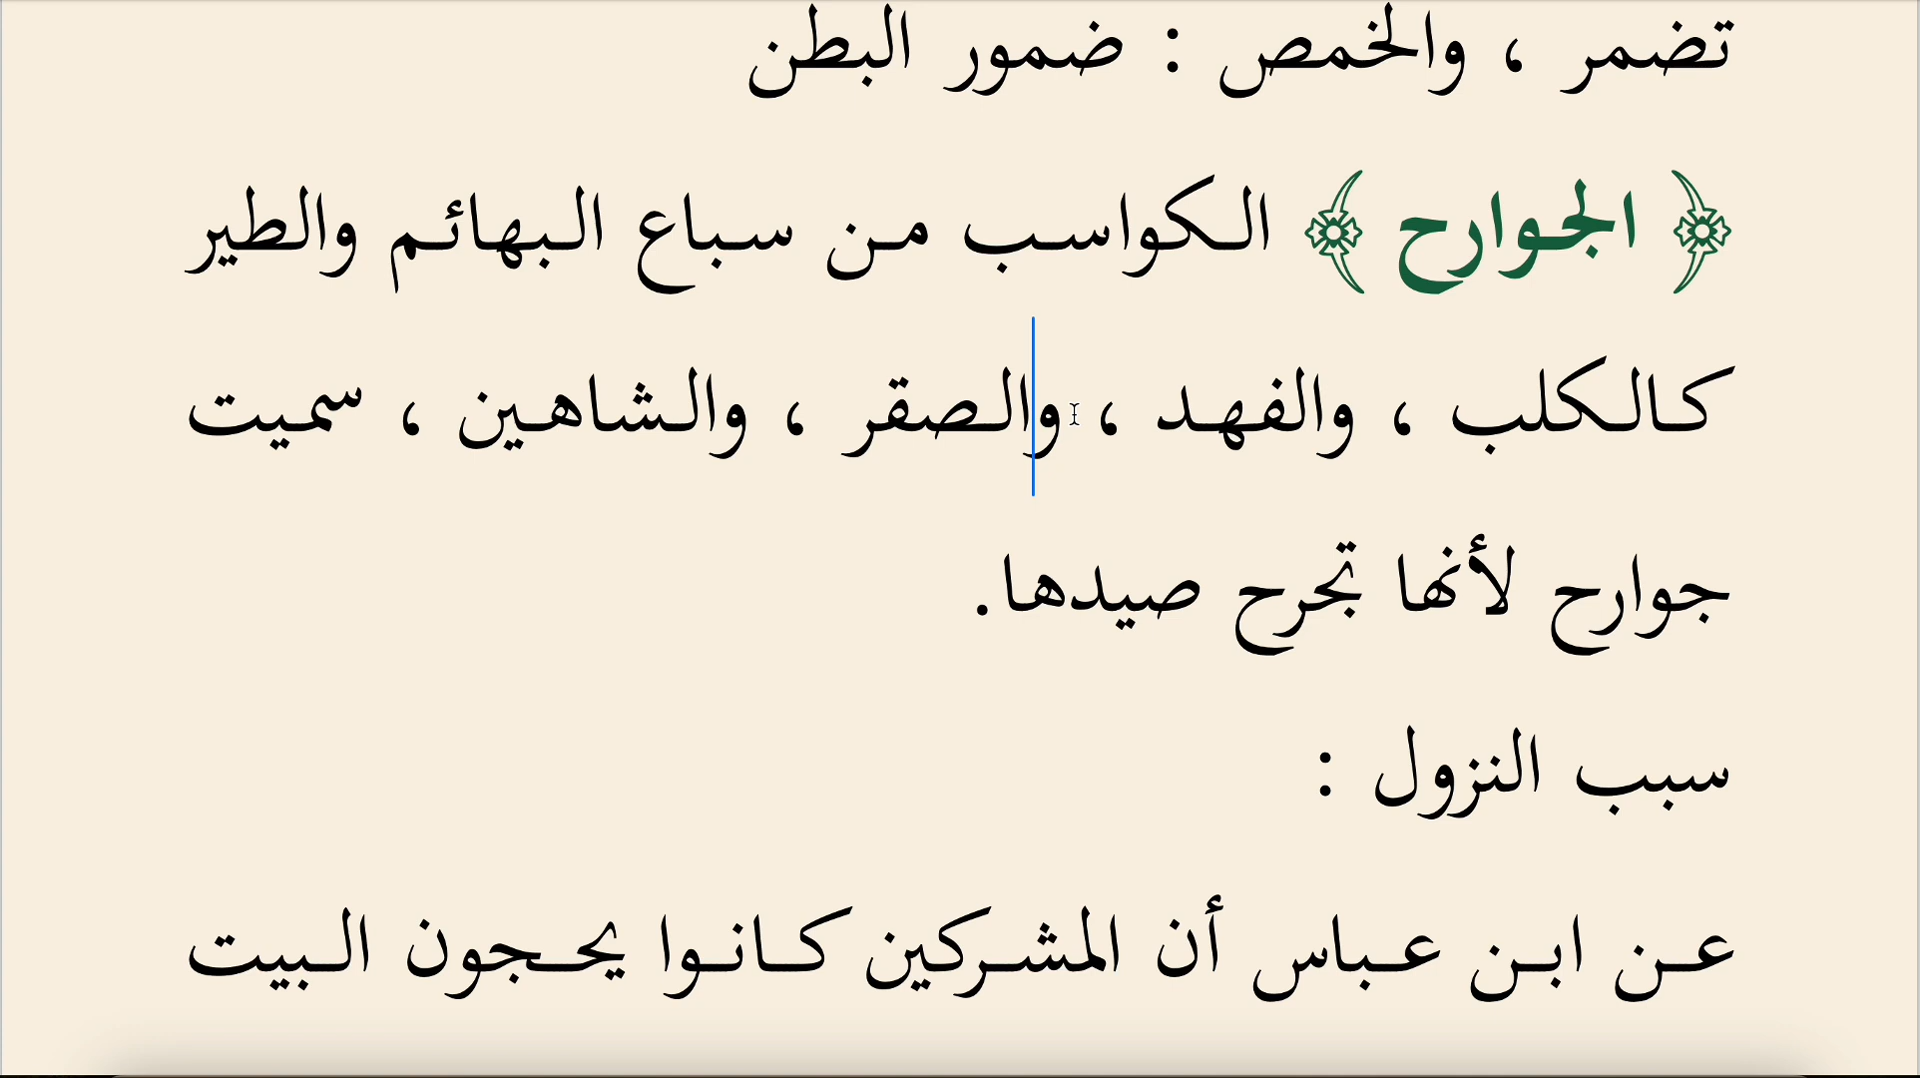 تضمر ، والخمص : ضمور البطن
﴿ الجوارح ﴾ الكواسب من سباع البهائم والطير
كالكلب ، والفهد ، والصقر ، والشاهين ، سميت
جوارح لأنها تجرح صيدها.
سبب النزول :
عن ابن عباس أن المشركين كانوا يحجون البيت